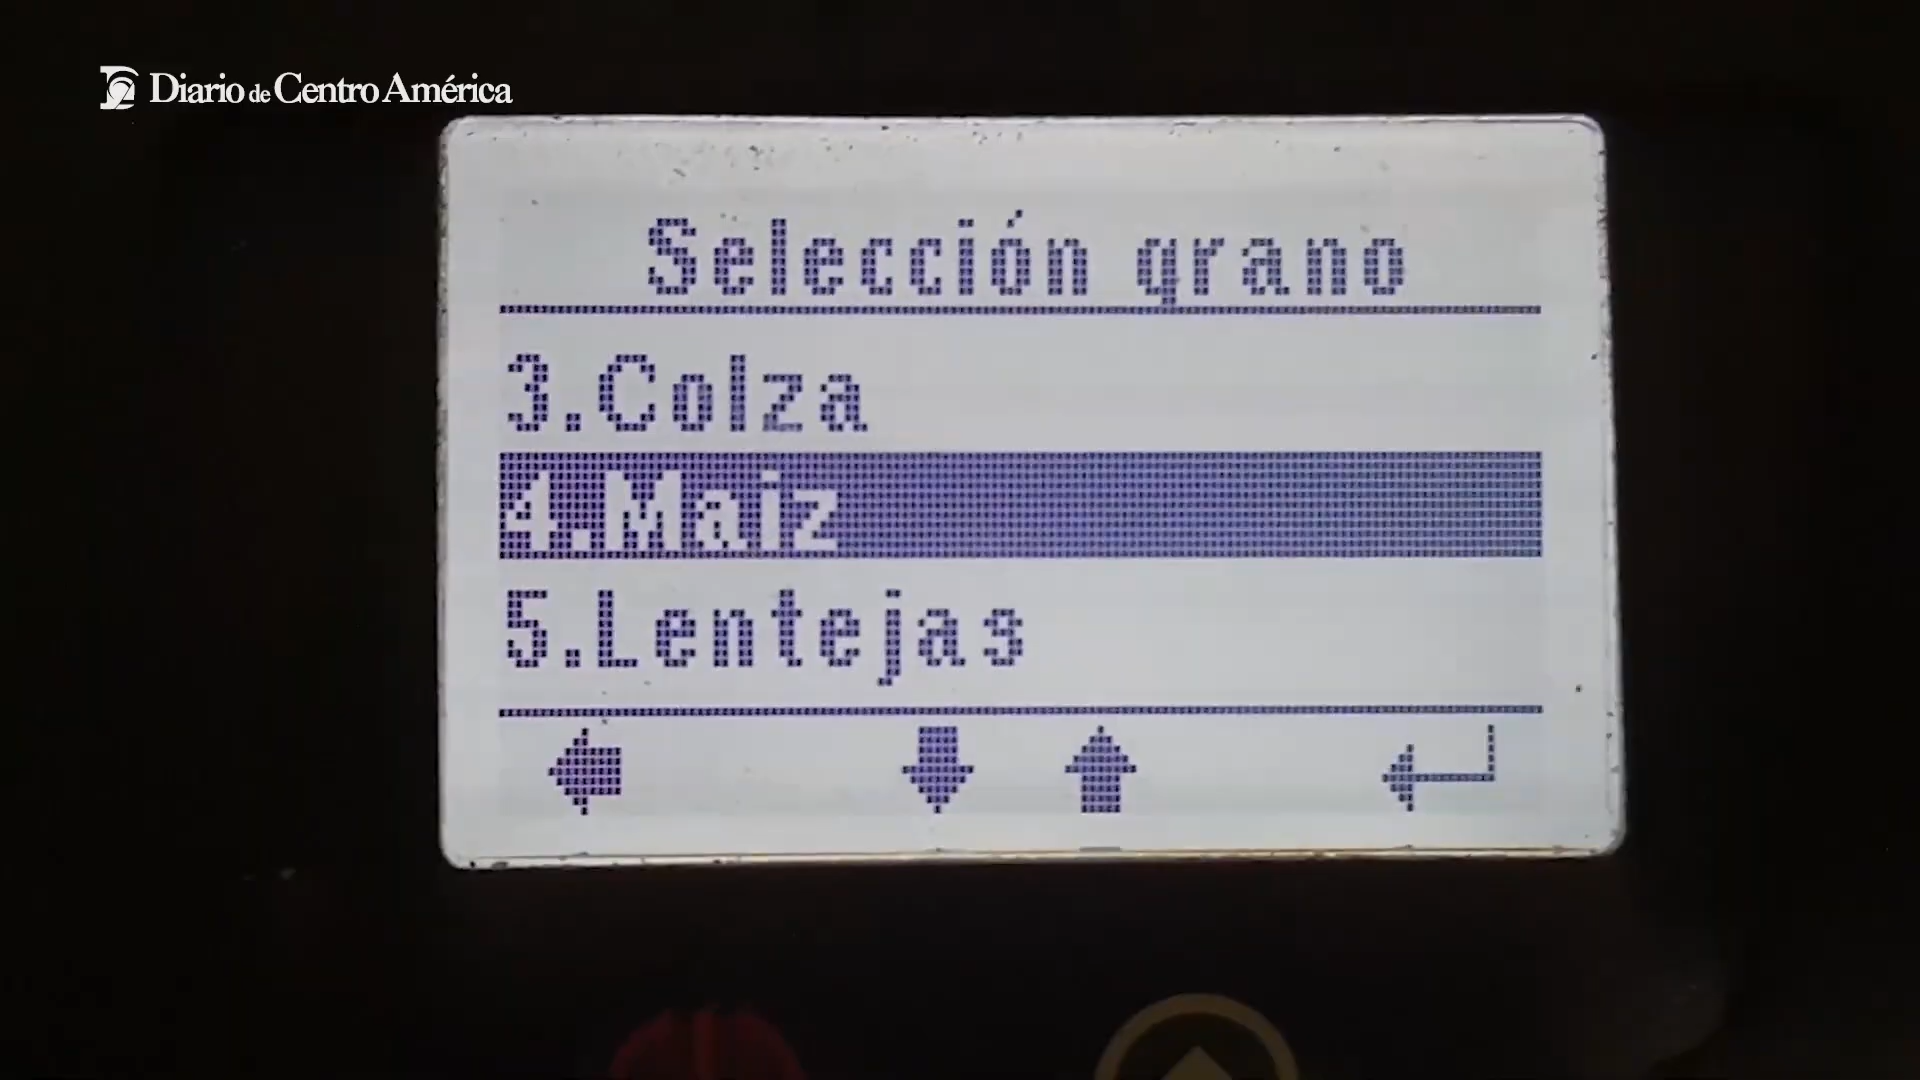 Diario de Centro América
Selección grano
3.Colza
4.Maiz
5.Lentejas